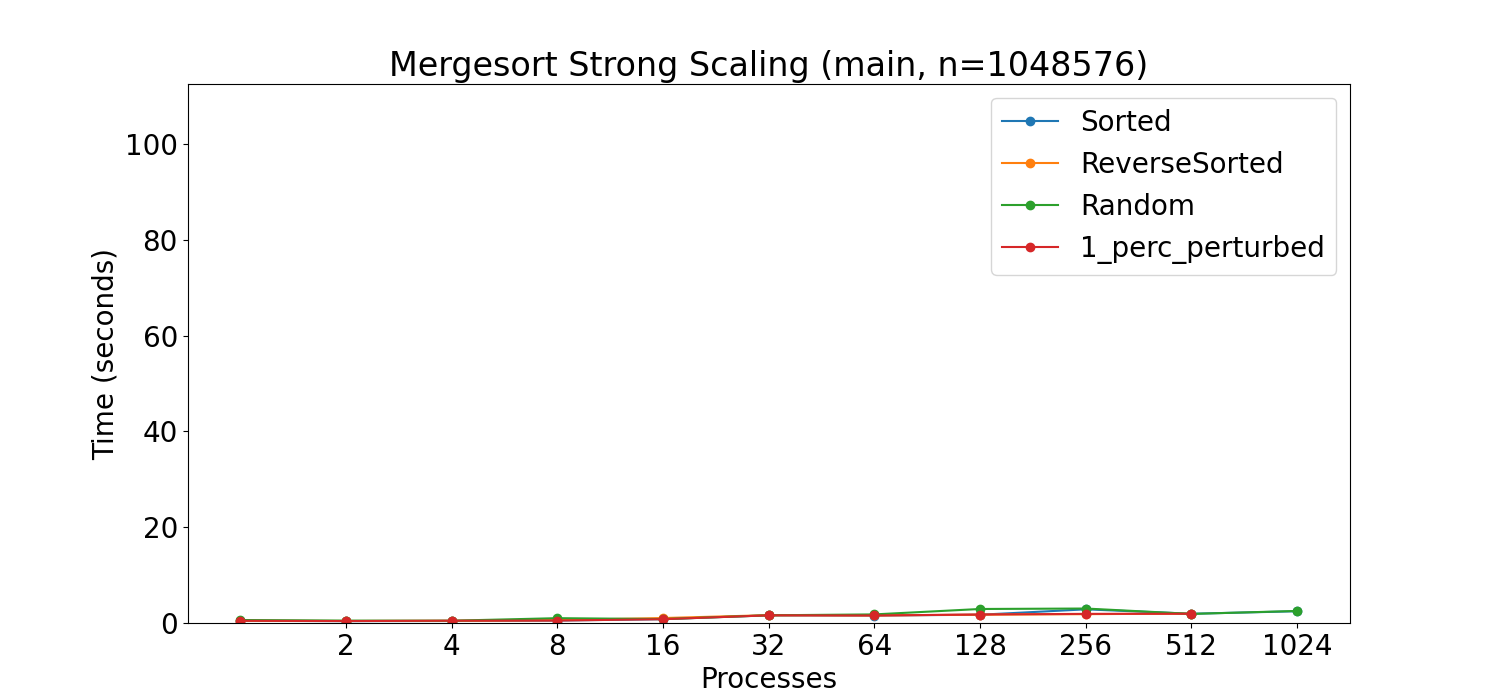 Mergesort Strong Scaling (main, n=1048576)
Sorted
ReverseSorted
Random
1_perc_perturbed
Time (seconds)
100
80
60
40
20
0
2 4 8 16 32 64 128 256 512 1024
Processes